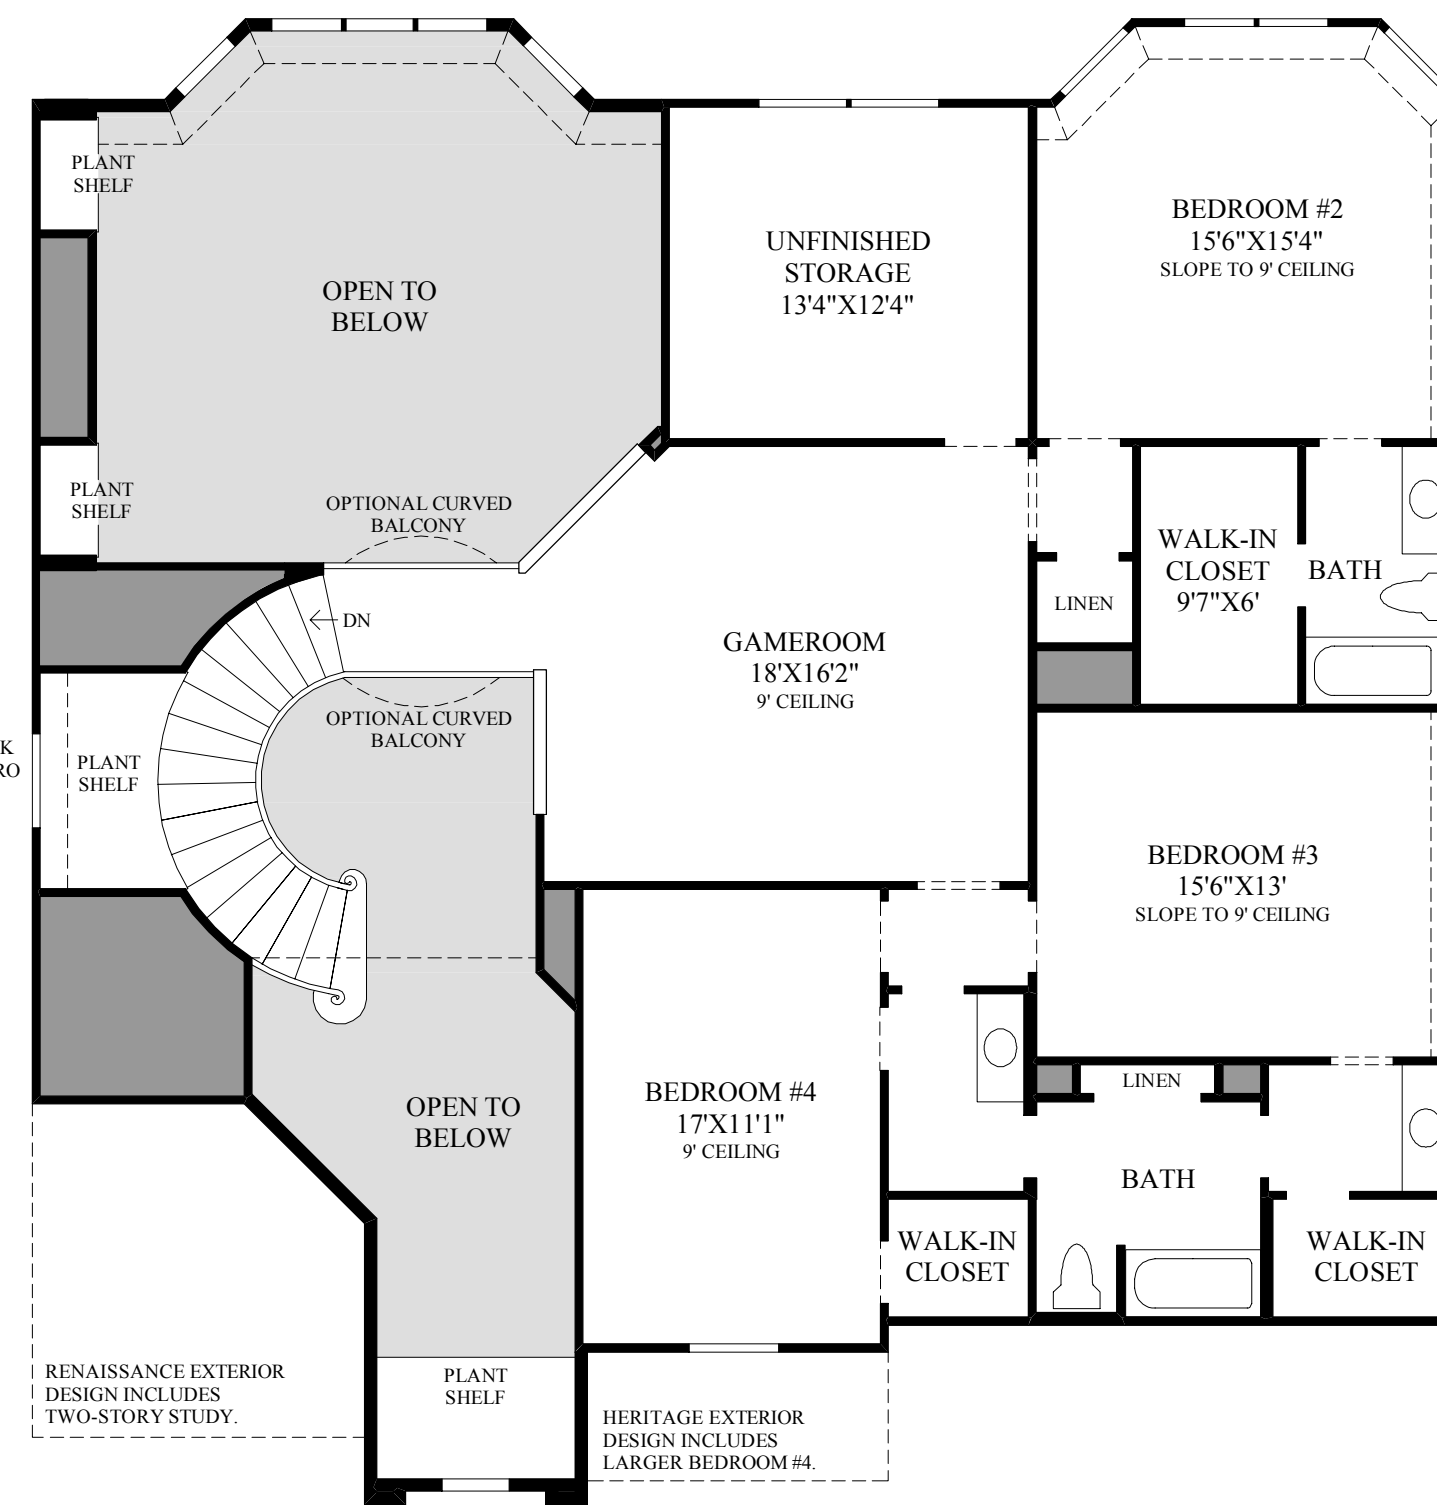 PLANT
SHELF
OPEN TO
BELOW
UNFINISHED
STORAGE
13'4"X12'4"
BEDROOM #2
15'6"X15'4"
SLOPE TO 9' CEILING
PLANT
SHELF
OPTIONAL CURVED
BALCONY
DN
GAMEROOM
18'X16'2"
9' CEILING
LINEN
WALK-IN
CLOSET
9'7"X6'
BATH
OPTIONAL CURVED
BALCONY
K
RO
PLANT
SHELF
BEDROOM #3
15'6"X13'
SLOPE TO 9' CEILING
OPEN TO
BELOW
BEDROOM #4
17'X11'1"
9' CEILING
LINEN
BATH
WALK-IN
CLOSET
WALK-IN
CLOSET
RENAISSANCE EXTERIOR
DESIGN INCLUDES
TWO-STORY STUDY.
PLANT
SHELF
HERITAGE EXTERIOR
DESIGN INCLUDES
LARGER BEDROOM #4.